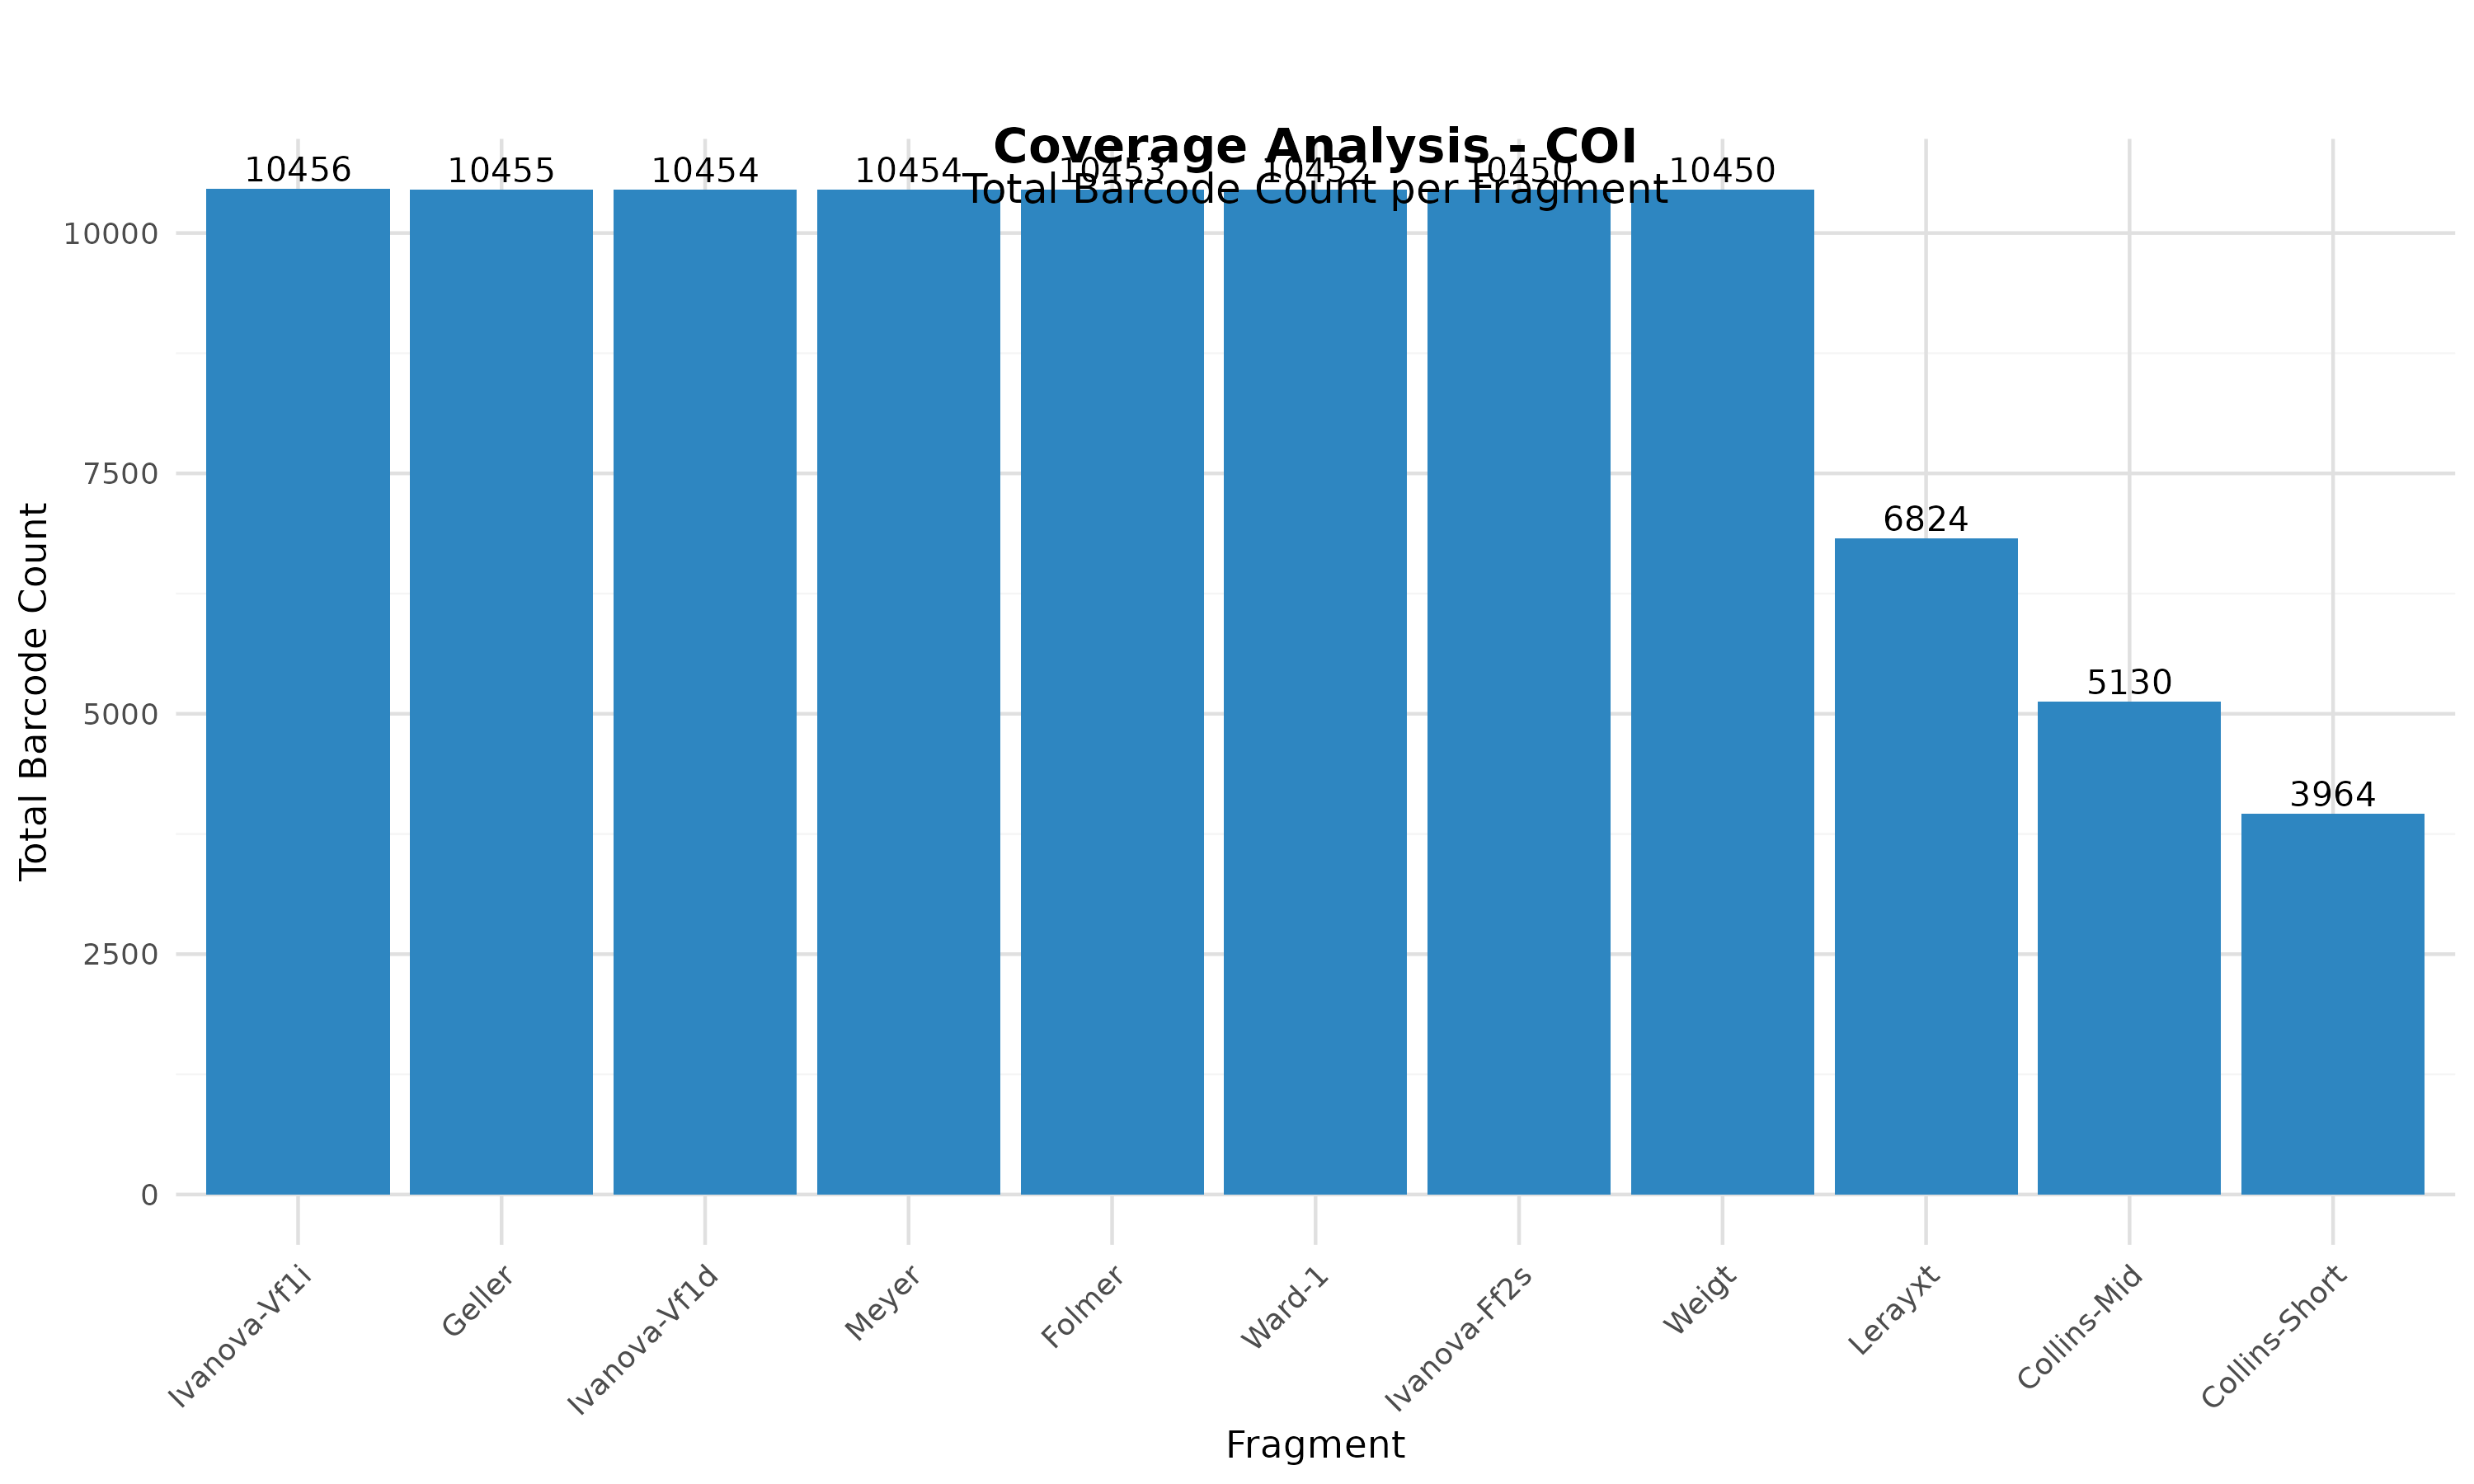 Coverage Analysis - COI
Total Barcode Count per Fragment
10456 10455 10454 10454 10453 10452 10450 10450
6824
5130
3964
Total Barcode Count
10000
7500
5000
2500
0
Ivanova-Vf1i Geller Ivanova-Vf1d Meyer Folmer Ward-1 Ivanova-Ff2s Weigt Lerayxt Collins-Mid Collins-Short
Fragment